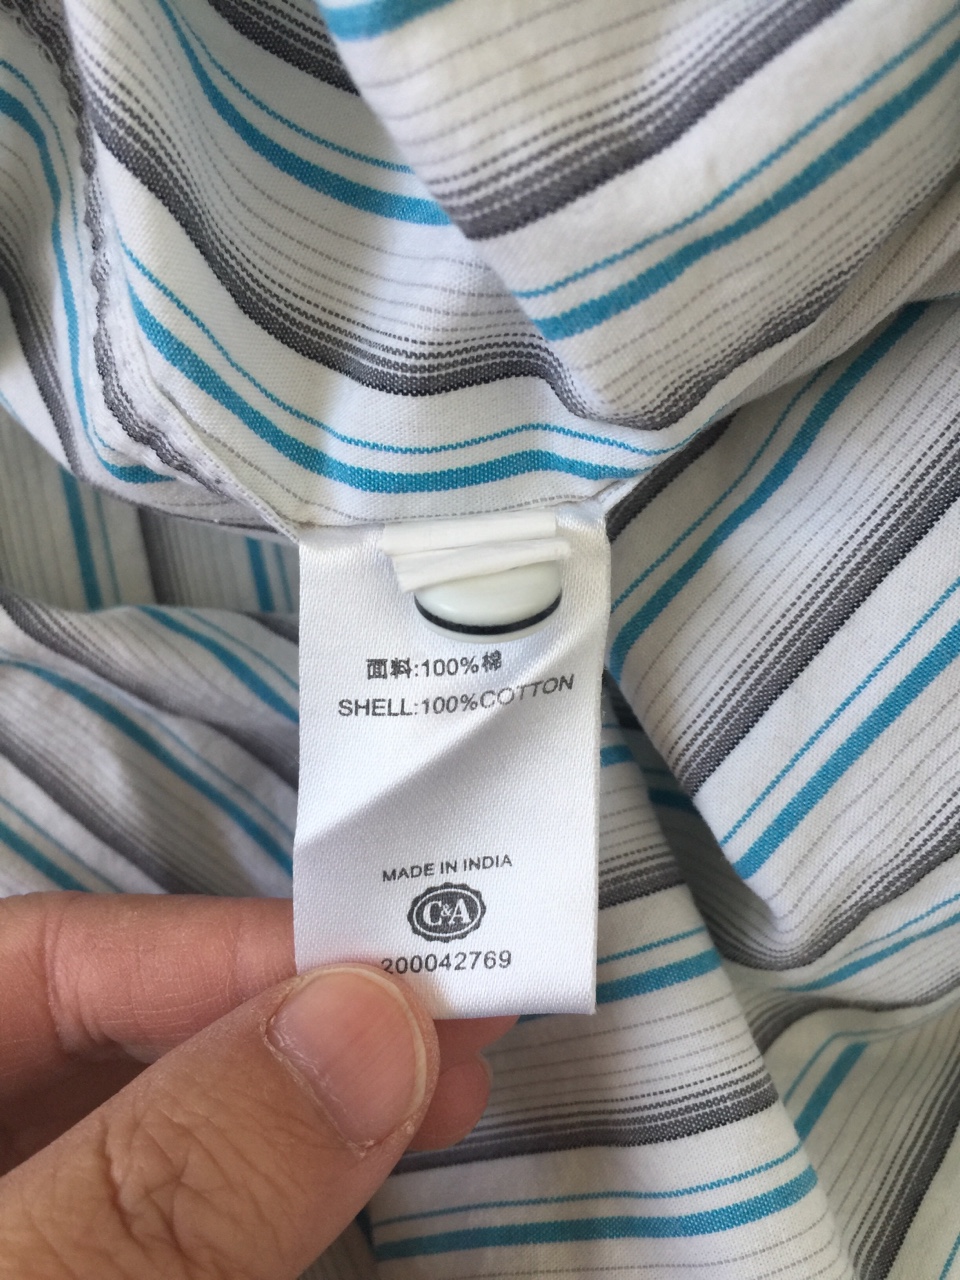 面料:100%棉
SHELL:100%COTTON
MADE IN INDIA
C&A
200042769